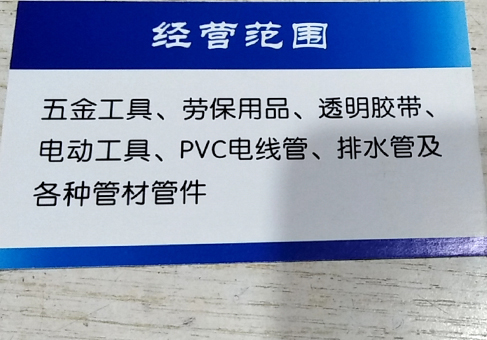 经营范围
五金工具、劳保用品、透明胶带、
电动工具、PVC电线管、排水管及
各种管材管件